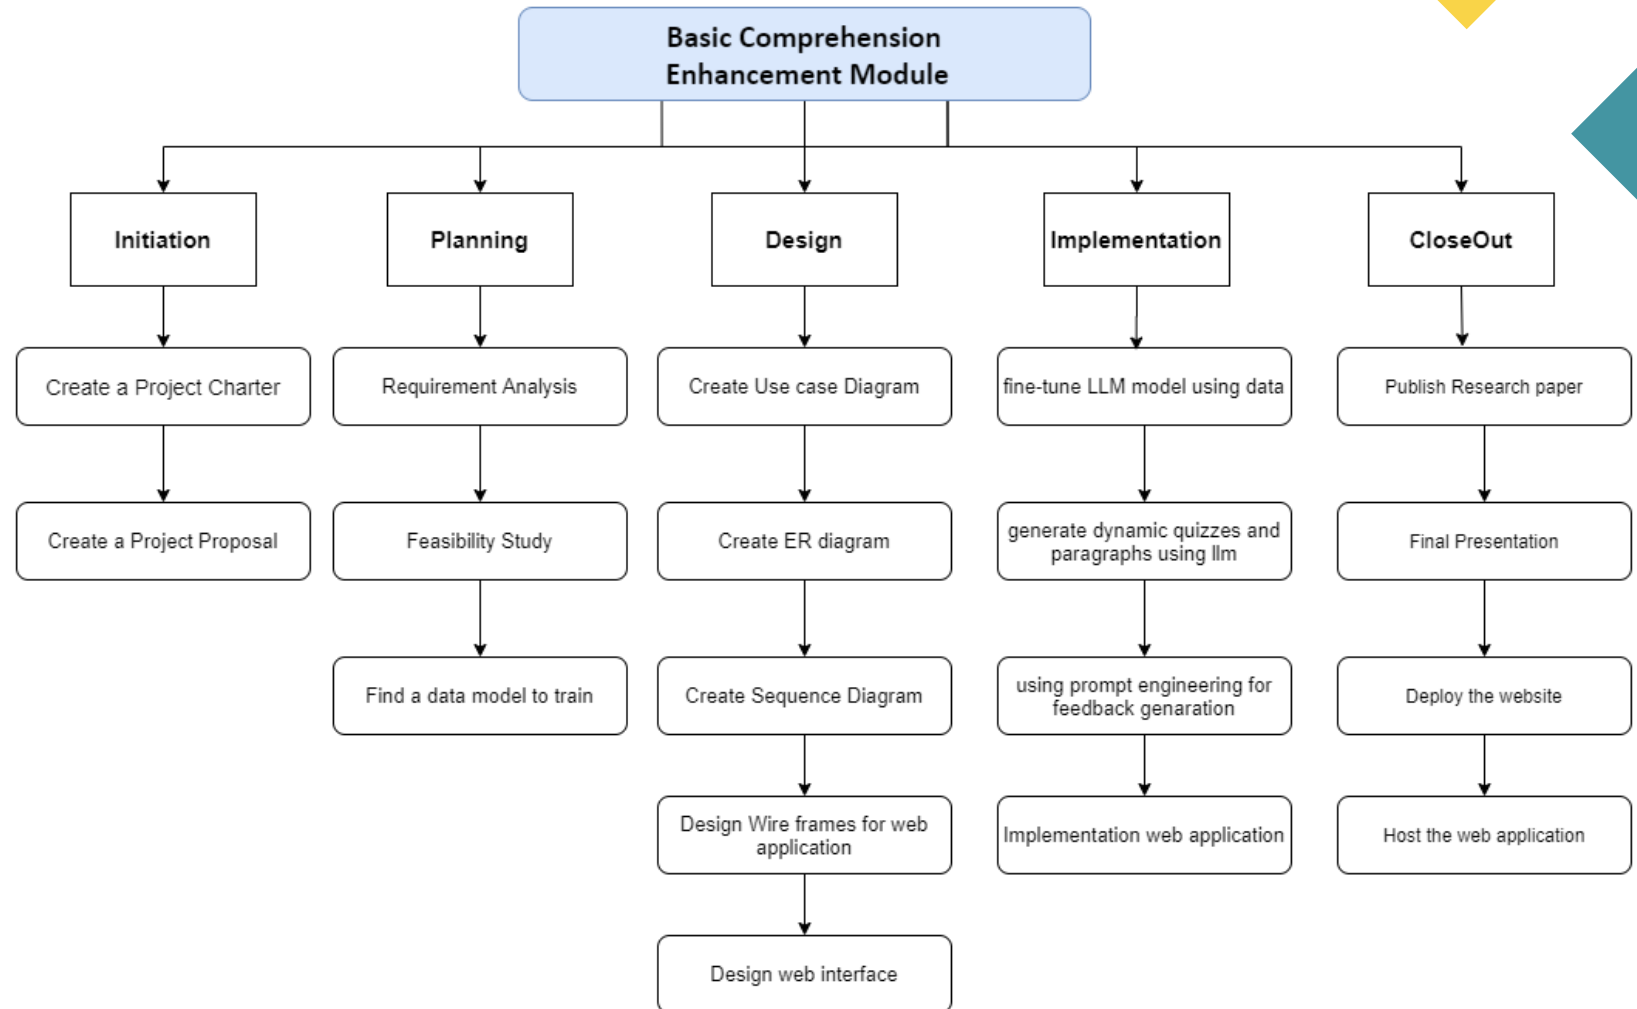 Basic Comprehension
Enhancement Module
Initiation
Planning
Design
Implementation
CloseOut
Create a Project Charter
Requirement Analysis
Create Use case Diagram
fine-tune LLM model using data
Publish Research paper
Create a Project Proposal
Feasibility Study
Create ER diagram
generate dynamic quizzes and
paragraphs using llm
Final Presentation
Find a data model to train
Create Sequence Diagram
using prompt engineering for
feedback genaration
Deploy the website
Design Wire frames for web
application
Implementation web application
Host the web application
Design web interface